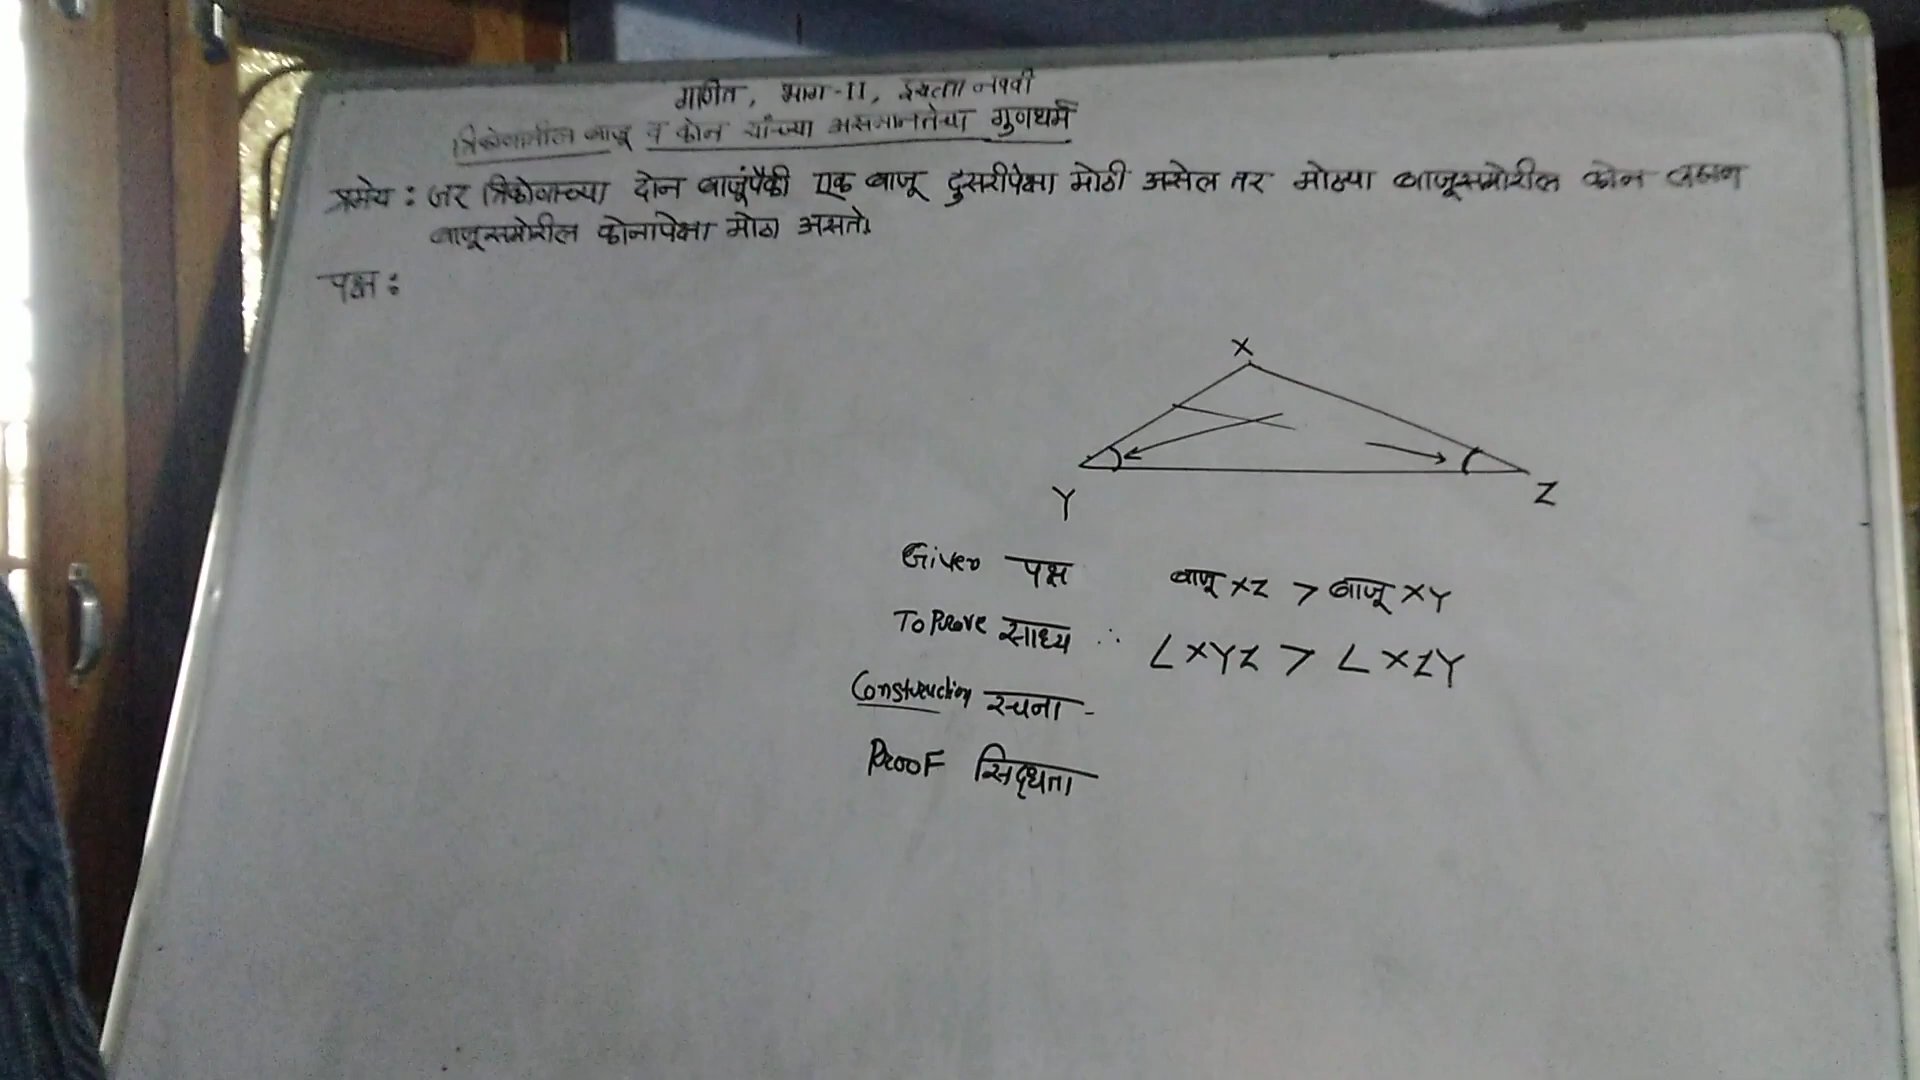 गणित, भाग-II, इयत्ता नववी
त्रिकोणातील बाजू व कोन यांच्या असमानतेचा गुणधर्म
प्रमेय : जर त्रिकोणाच्या दोन बाजूंपैकी एक बाजू दुसरीपेक्षा मोठी असेल तर मोठ्या बाजूसमोरील कोन लहान
बाजूसमोरील कोनापेक्षा मोठा असतो.
पक्ष :
X
Y
Z
Given पक्ष बाजू XZ > बाजू XY
To Prove साध्य ∴ ∠XYZ > ∠XZY
Construction रचना -
Proof सिद्धता